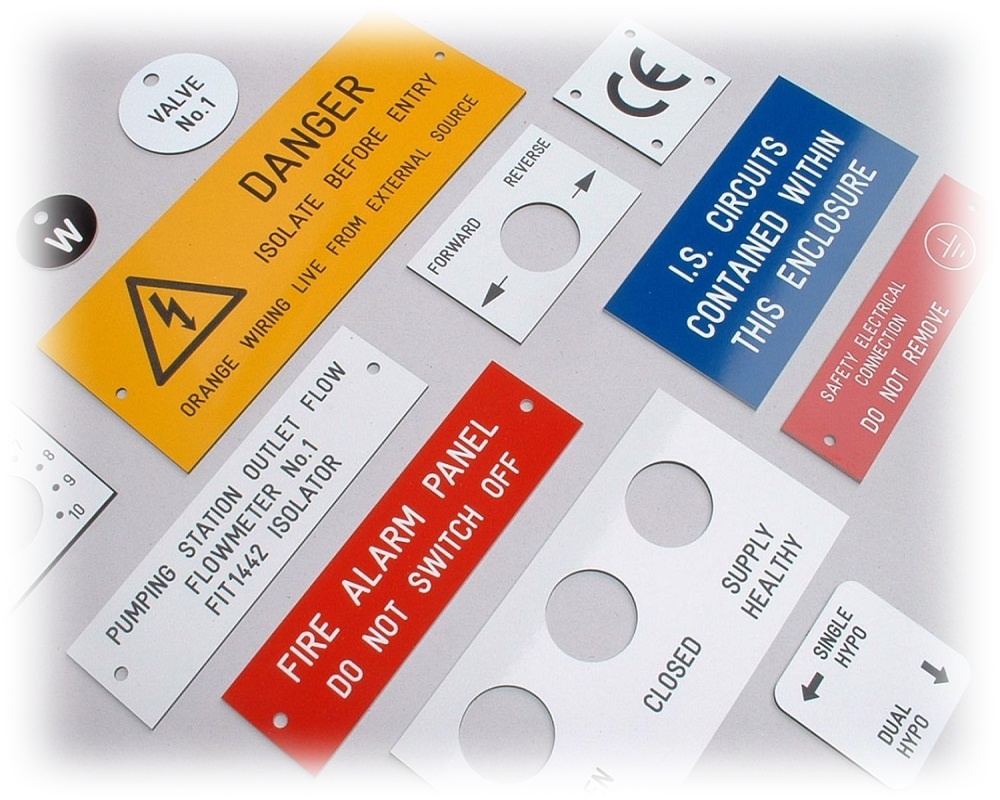 VALVE
No.1
W
DANGER
ISOLATE BEFORE ENTRY
ORANGE WIRING LIVE FROM EXTERNAL SOURCE
CE
REVERSE
FORWARD
I.S. CIRCUITS
CONTAINED WITHIN
THIS ENCLOSURE
SAFETY ELECTRICAL
CONNECTION
DO NOT REMOVE
8
9
10
PUMPING STATION OUTLET FLOW
FLOWMETER No.1
FIT1442 ISOLATOR
FIRE ALARM PANEL
DO NOT SWITCH OFF
SUPPLY
HEALTHY
CLOSED
SINGLE
HYPO
DUAL
HYPO